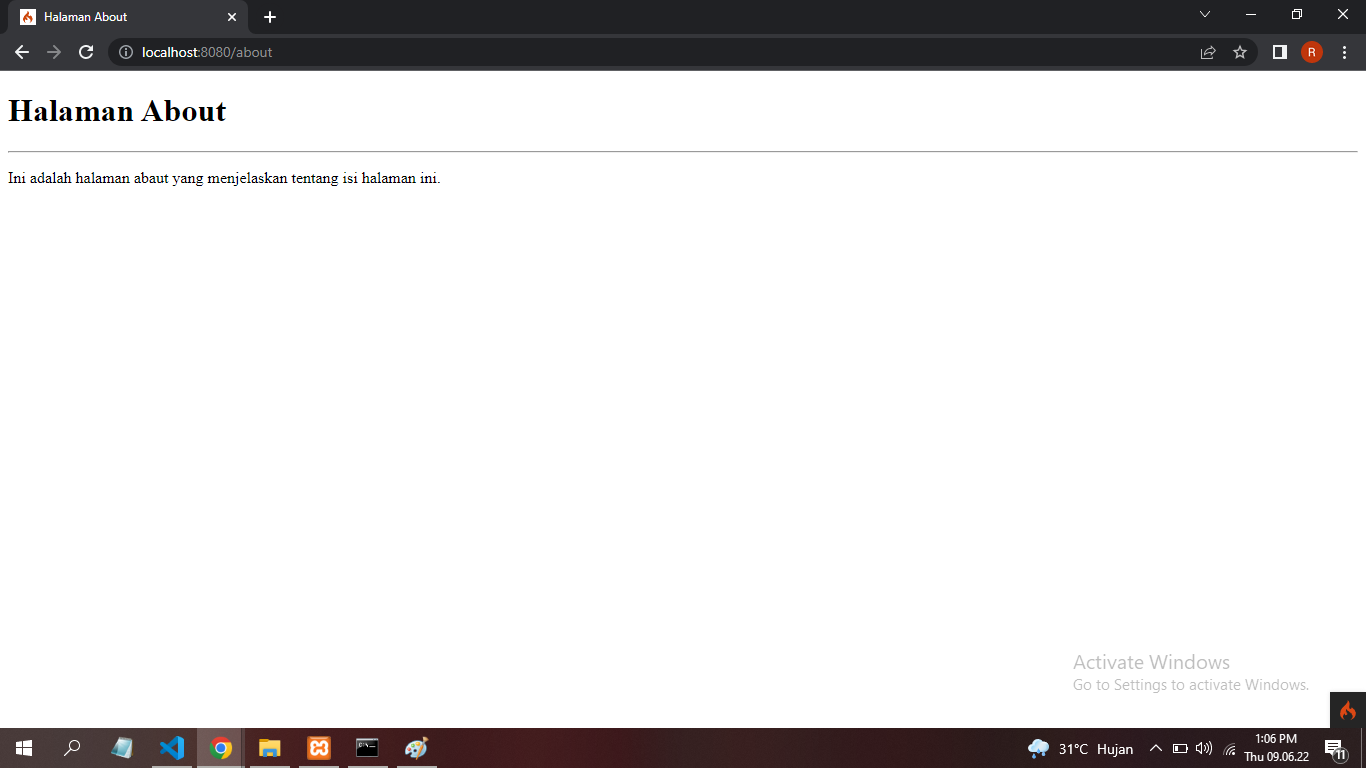 Halaman About
localhost:8080/about
R
Halaman About
Ini adalah halaman abaut yang menjelaskan tentang isi halaman ini.
Activate Windows
Go to Settings to activate Windows.
31°C Hujan
1:06 PM
Thu 09.06.22
11